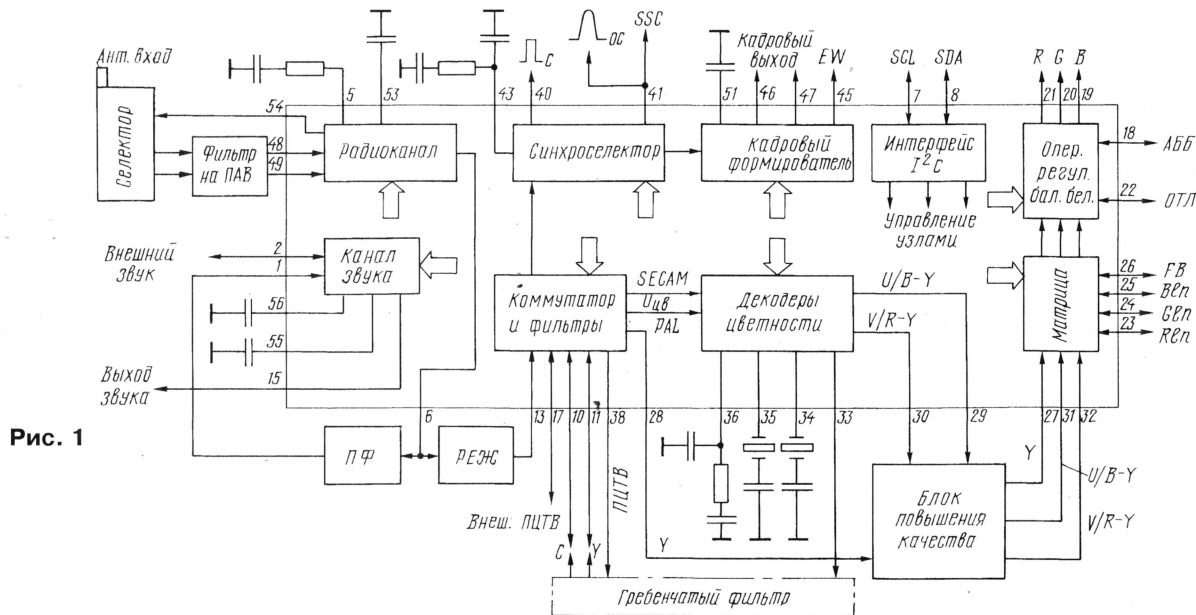 Ант. вход
Селектор
Фильтр
на ПАВ
54
48
49
5
53
43
40
С
ОС
SSC
41
51
Кадровый
выход
46
47
EW
45
SCL
7
SDA
8
R
G
B
21
20
19
Радиоканал
Синхроселектор
Кадровый
формирователь
Интерфейс
I²C
Управление
узлами
Опер.
регул.
бал. бел.
18
АББ
22
ОТЛ
Внешний
звук
2
1
Канал
звука
56
55
15
Выход
звука
6
Коммутатор
и фильтры
SECAM
Uцв
PAL
Декодеры
цветности
U/B-Y
V/R-Y
Матрица
26
FB
25
Bвп
24
Gвп
23
Rвп
13
17
10
11
38
28
36
35
34
33
30
29
27
31
32
Рис. 1
ПФ
РЕЖ
Внеш. ПЦТВ
С
Y
ПЦТВ
Y
Блок
повышения
качества
Y
U/B-Y
V/R-Y
Гребенчатый фильтр